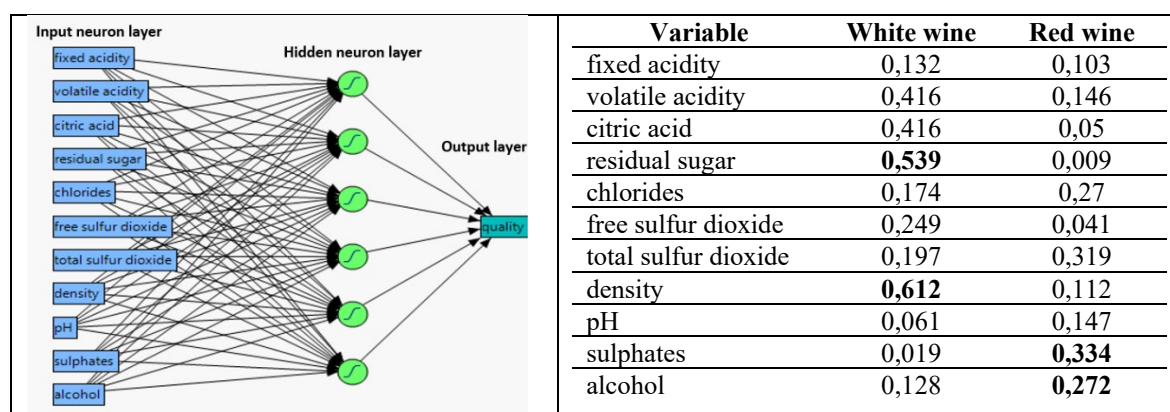 Input neuron layer
Hidden neuron layer
Output layer
fixed acidity
volatile acidity
citric acid
residual sugar
chlorides
free sulfur dioxide
total sulfur dioxide
density
pH
sulphates
alcohol
quality
Variable White wine Red wine
fixed acidity 0,132 0,103
volatile acidity 0,416 0,146
citric acid 0,416 0,05
residual sugar 0,539 0,009
chlorides 0,174 0,27
free sulfur dioxide 0,249 0,041
total sulfur dioxide 0,197 0,319
density 0,612 0,112
pH 0,061 0,147
sulphates 0,019 0,334
alcohol 0,128 0,272